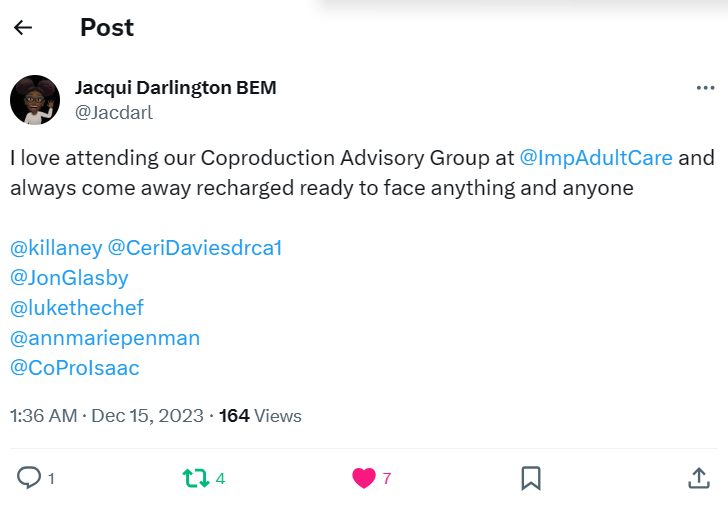 Post
Jacqui Darlington BEM
@Jacdarl
I love attending our Coproduction Advisory Group at @ImpAdultCare and
always come away recharged ready to face anything and anyone
@killaney @CeriDaviesdrca1
@JonGlasby
@lukethechef
@annmariepenman
@CoProIsaac
1:36 AM · Dec 15, 2023 · 164 Views
1 4 7